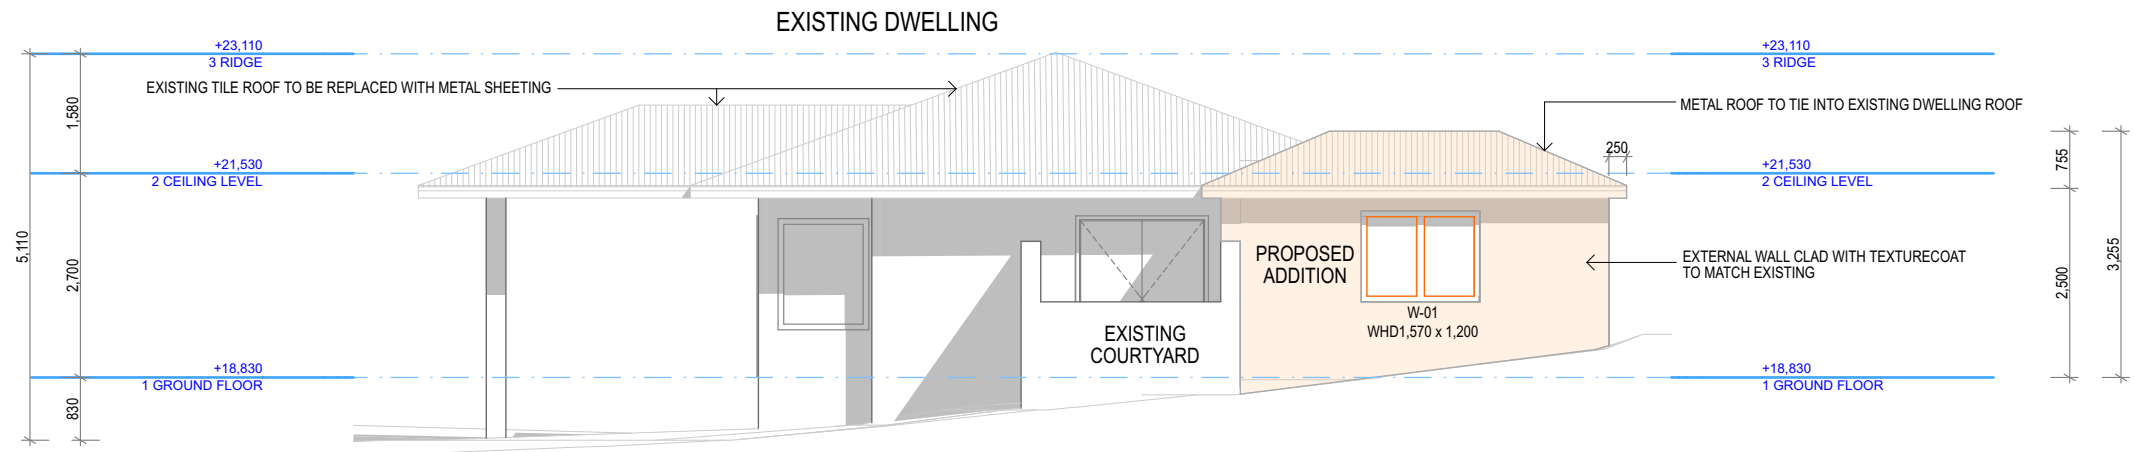 EXISTING DWELLING
+23,110
3 RIDGE
+23,110
3 RIDGE
EXISTING TILE ROOF TO BE REPLACED WITH METAL SHEETING
METAL ROOF TO TIE INTO EXISTING DWELLING ROOF
1,580
250
755
+21,530
2 CEILING LEVEL
+21,530
2 CEILING LEVEL
5,110
2,700
PROPOSED
ADDITION
EXTERNAL WALL CLAD WITH TEXTURECOAT
TO MATCH EXISTING
2,500
3,255
W-01
WHD1,570 x 1,200
EXISTING
COURTYARD
+18,830
1 GROUND FLOOR
+18,830
1 GROUND FLOOR
830